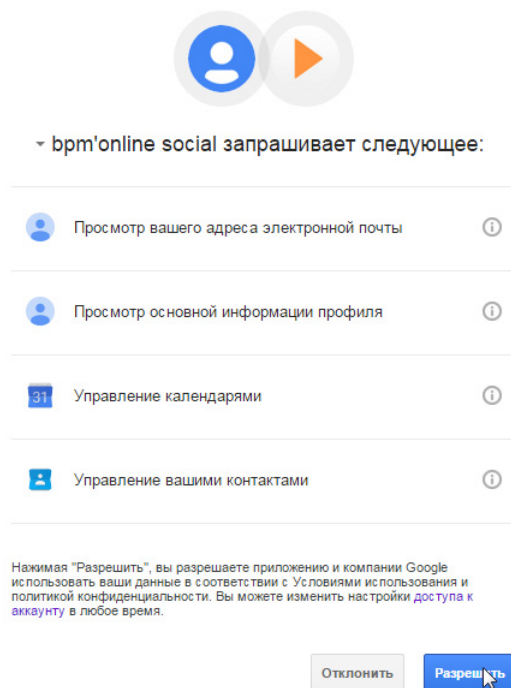 bpm'online social запрашивает следующее:
Просмотр вашего адреса электронной почты
Просмотр основной информации профиля
31
Управление календарями
Управление вашими контактами
Нажимая "Разрешить", вы разрешаете приложению и компании Google
использовать ваши данные в соответствии с Условиями использования и
политикой конфиденциальности. Вы можете изменить настройки доступа к
аккаунту в любое время.
Отклонить
Разрешить